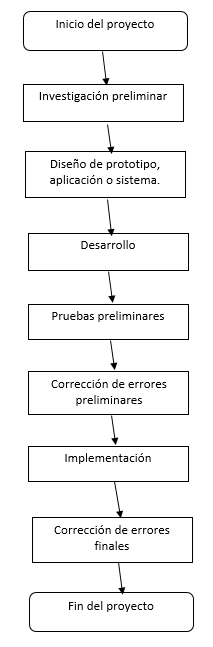 Inicio del proyecto
Investigación preliminar
Diseño de prototipo,
aplicación o sistema.
Desarrollo
Pruebas preliminares
Corrección de errores
preliminares
Implementación
Corrección de errores
finales
Fin del proyecto